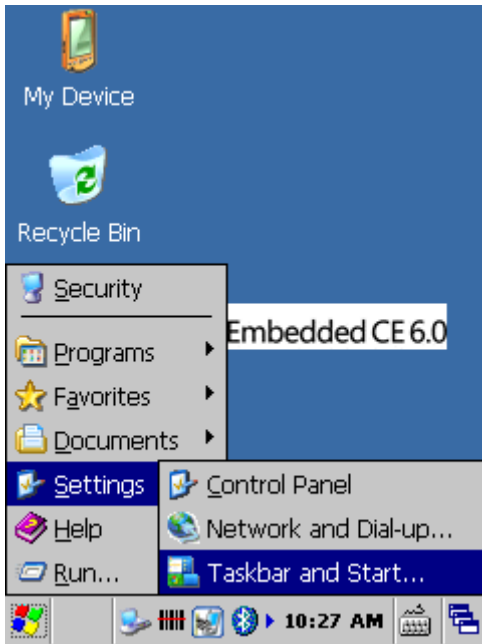 My Device
Recycle Bin
Security
Embedded CE 6.0
Programs
Favorites
Documents
Settings
Control Panel
Help
Network and Dial-up...
Run...
Taskbar and Start...
10:27 AM